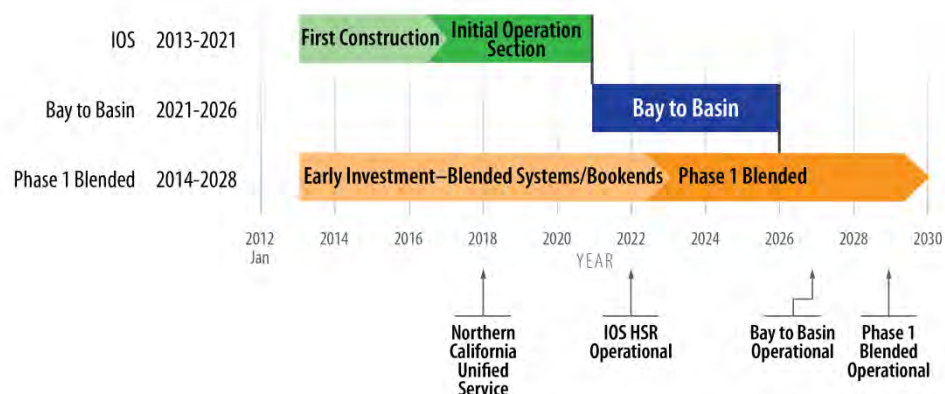 IOS 2013-2021
First Construction
Initial Operation
Section
Bay to Basin 2021-2026
Bay to Basin
Phase 1 Blended 2014-2028
Early Investment–Blended Systems/Bookends
Phase 1 Blended
2012 2014 2016 2018 2020 2022 2024 2026 2028 2030
Jan
YEAR
Northern
California
Unified
Service
IOS HSR
Operational
Bay to Basin
Operational
Phase 1
Blended
Operational